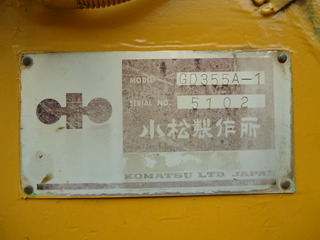 MODEL GD355A-1
SERIAL NO. 5102
小松製作所
KOMATSU LTD JAPAN